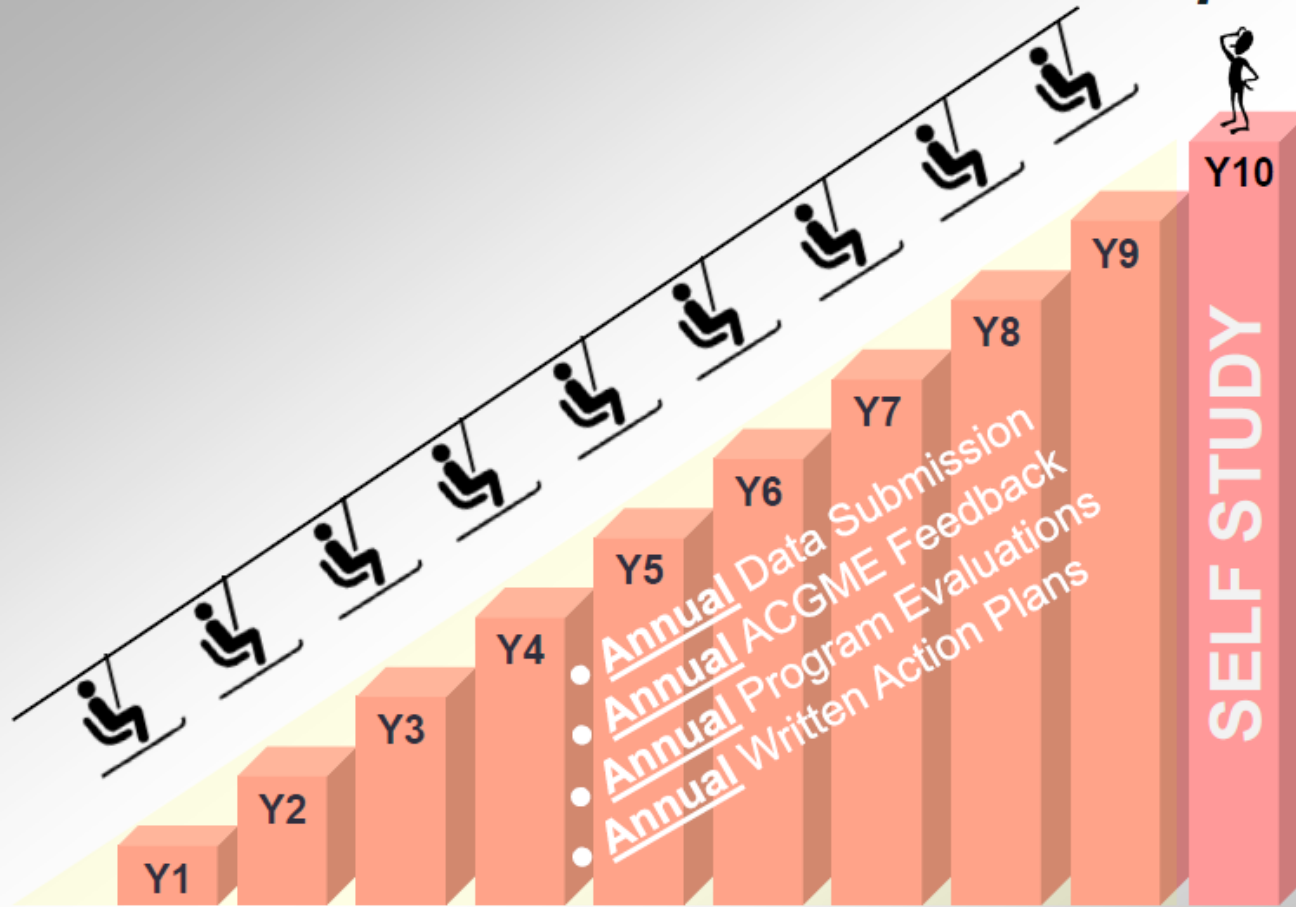 Y10
Y9
Y8
Y7
Y6
Y5
Y4
Y3
Y2
Y1
• Annual Data Submission
• Annual ACGME Feedback
• Annual Program Evaluations
• Annual Written Action Plans
SELF STUDY